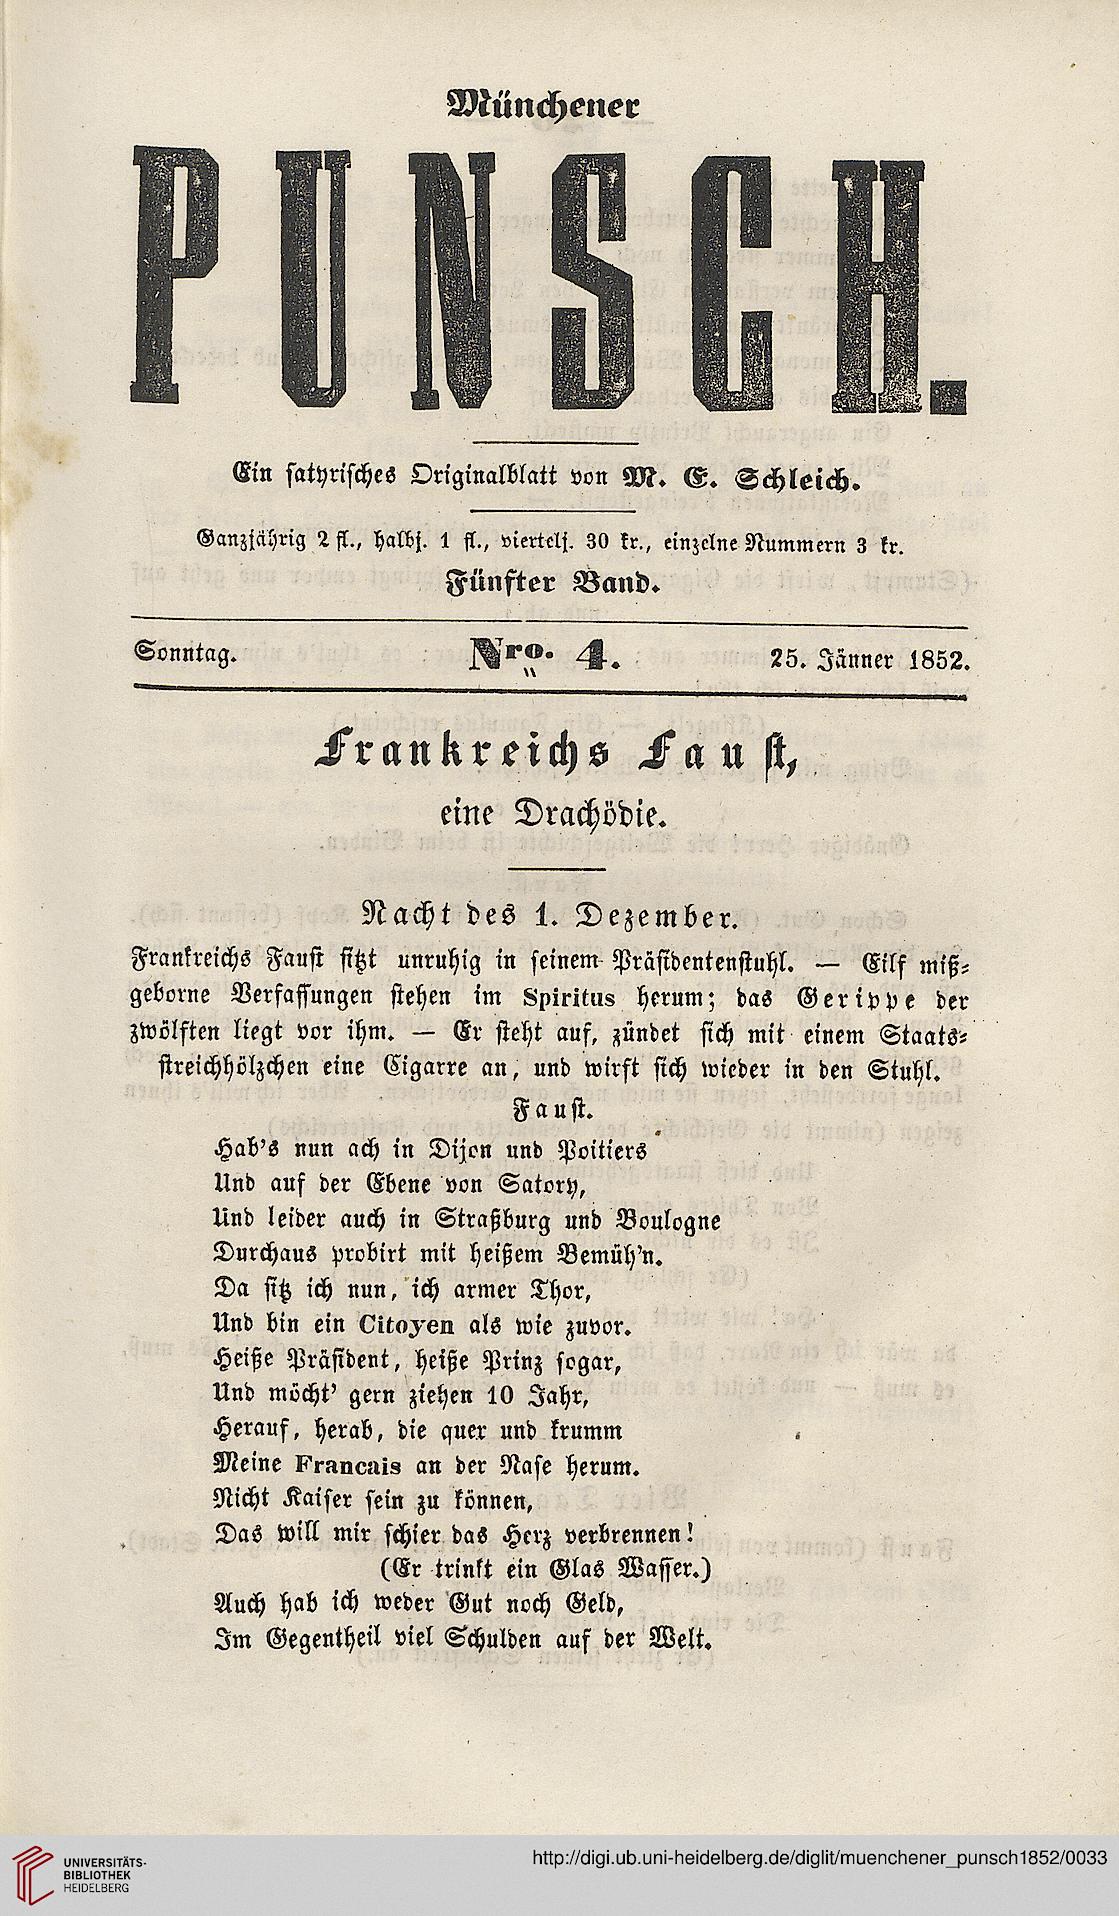 Münchener
PUNSCH.
Ein satyrisches Originalblatt von M. E. Schleich.
Ganzjährig 2 fl., halbj. 1 fl., viertelj. 30 kr., einzelne Nummern 3 kr.
Fünfter Band.
Sonntag. Nro. 4. 25. Jänner 1852.
Frankreichs Faust,
eine Drachödie.
Nacht des 1. Dezember.
Frankreichs Faust sitzt unruhig in seinem Präsidentenstuhl. — Eilf miß-
geborne Verfassungen stehen im Spiritus herum; das Gerippe der
zwölften liegt vor ihm. — Er steht auf, zündet sich mit einem Staats-
streichhölzchen eine Cigarre an, und wirft sich wieder in den Stuhl.
Faust.
Hab's nun ach in Dijon und Poitiers
Und auf der Ebene von Satory,
Und leider auch in Straßburg und Boulogne
Durchaus probirt mit heißem Bemüh'n.
Da sitz ich nun, ich armer Thor,
Und bin ein Citoyen als wie zuvor.
Heiße Präsident, heiße Prinz sogar,
Und möcht' gern ziehen 10 Jahr,
Herauf, herab, die quer und krumm
Meine Francais an der Nase herum.
Nicht Kaiser sein zu können,
Das will mir schier das Herz verbrennen!
(Er trinkt ein Glas Wasser.)
Auch hab ich weder Gut noch Geld,
Im Gegentheil viel Schulden auf der Welt.
UNIVERSITÄTS-
BIBLIOTHEK
HEIDELBERG
http://digi.ub.uni-heidelberg.de/diglit/muenchener_punsch1852/0033